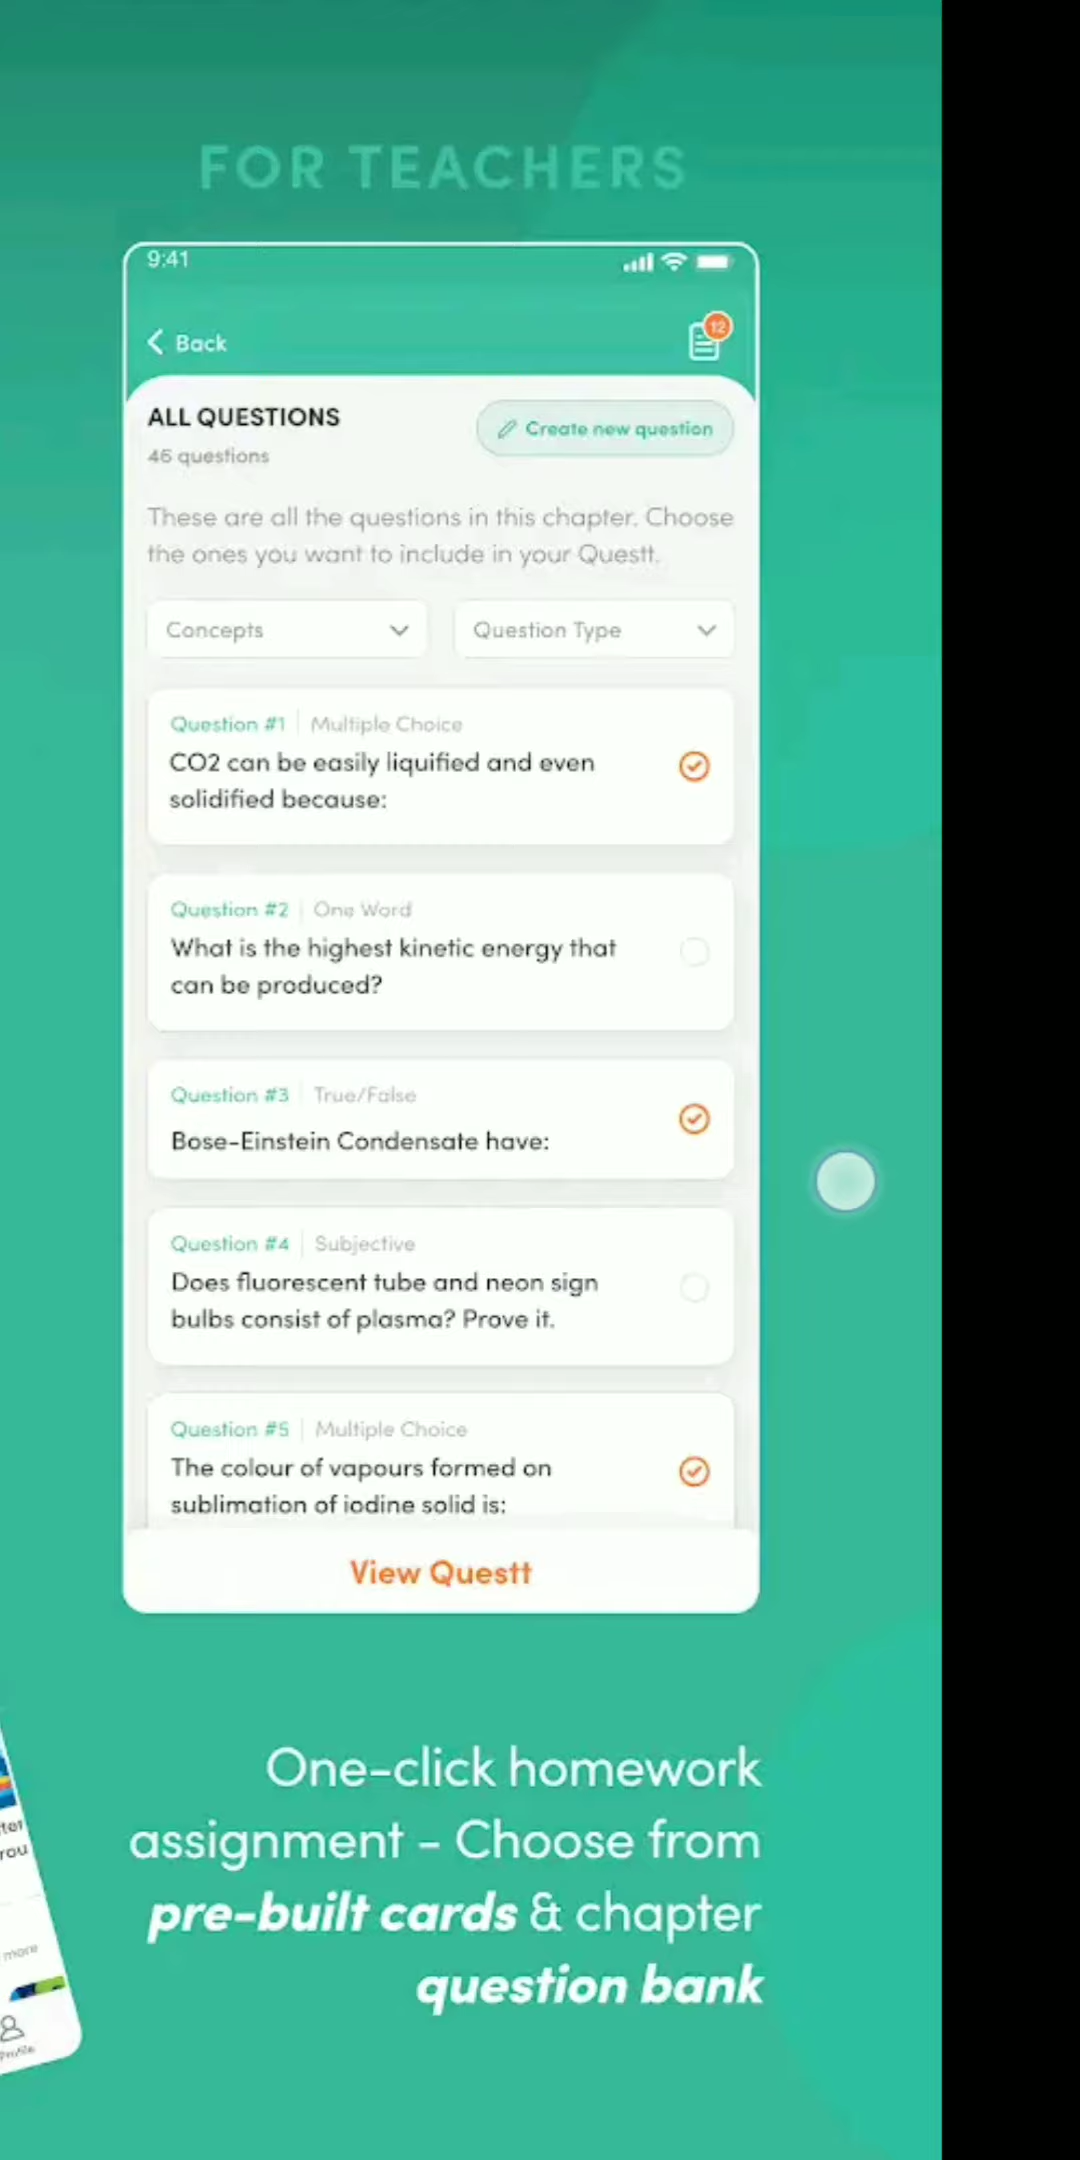 FOR TEACHERS
9:41
Back
12
ALL QUESTIONS
Create new question
46 questions
These are all the questions in this chapter. Choose
the ones you want to include in your Questt.
Concepts
Question Type
Question #1 | Multiple Choice
CO2 can be easily liquified and even
solidified because:
Question #2 | One Word
What is the highest kinetic energy that
can be produced?
Question #3 | True/False
Bose-Einstein Condensate have:
Question #4 | Subjective
Does fluorescent tube and neon sign
bulbs consist of plasma? Prove it.
Question #5 | Multiple Choice
The colour of vapours formed on
sublimation of iodine solid is:
View Questt
more
Profile
One-click homework
assignment - Choose from
pre-built cards & chapter
question bank